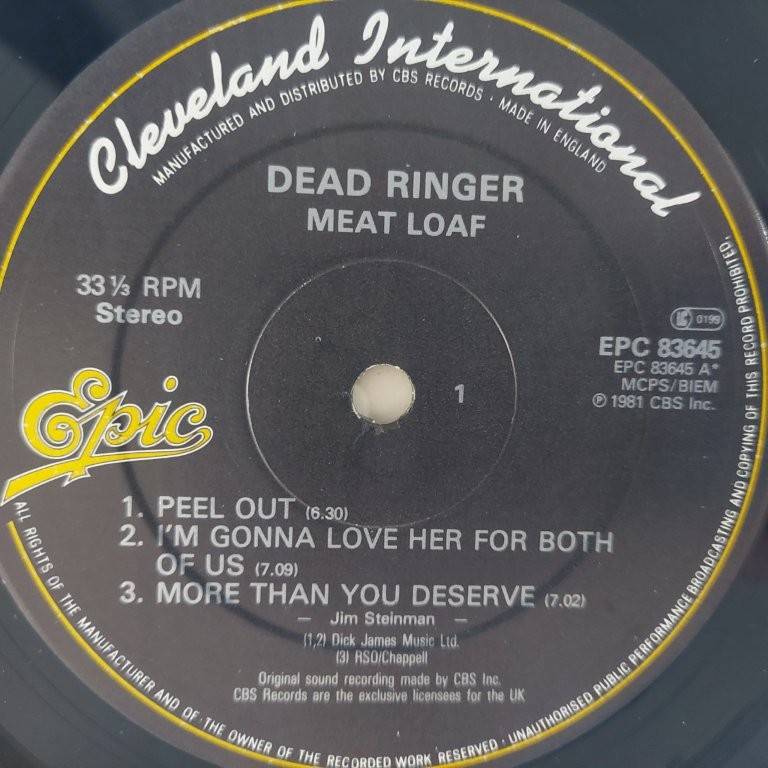 Cleveland International
MANUFACTURED AND DISTRIBUTED BY CBS RECORDS · MADE IN ENGLAND
DEAD RINGER
MEAT LOAF
33 1/3 RPM
Stereo
LC 0199
EPC 83645
EPC 83645 A*
MCPS/BIEM
℗ 1981 CBS Inc.
1
Epic
1. PEEL OUT (6.30)
2. I'M GONNA LOVE HER FOR BOTH
OF US (7.09)
3. MORE THAN YOU DESERVE (7.02)
— Jim Steinman —
(1,2) Dick James Music Ltd.
(3) RSO/Chappell
Original sound recording made by CBS Inc.
CBS Records are the exclusive licensees for the UK
ALL RIGHTS OF THE MANUFACTURER AND OF THE OWNER OF THE RECORDED WORK RESERVED · UNAUTHORISED PUBLIC PERFORMANCE BROADCASTING AND COPYING OF THIS RECORD PROHIBITED.